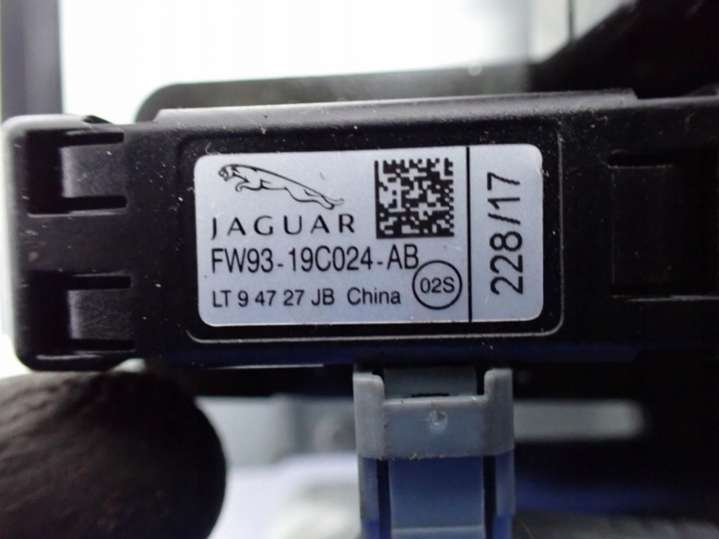 JAGUAR
FW93-19C024-AB
LT 9 47 27 JB China
02S
228/17